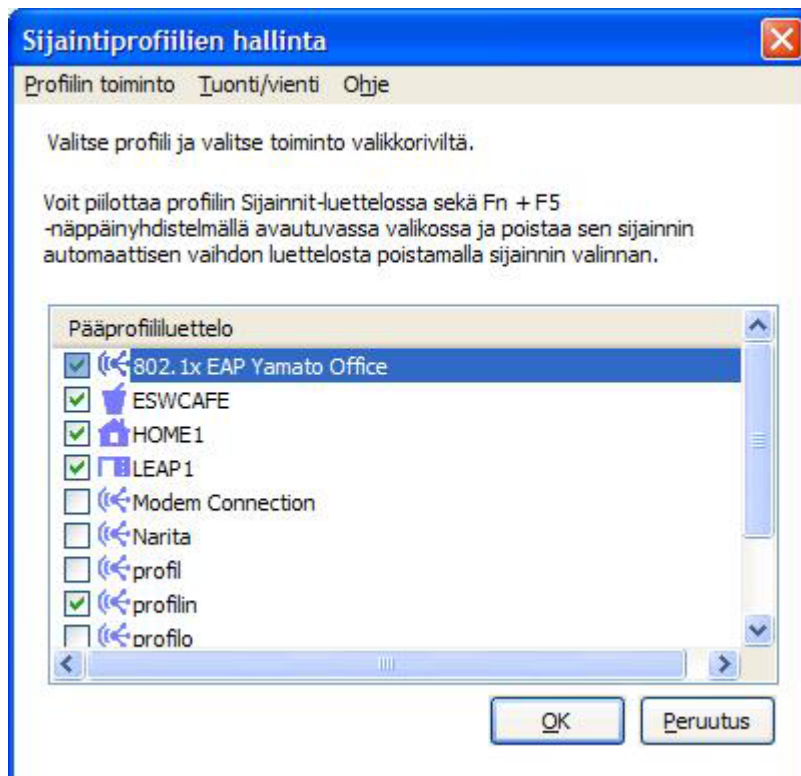 Sijaintiprofiilien hallinta
Profiilin toiminto Tuonti/vienti Ohje
Valitse profiili ja valitse toiminto valikkoriviltä.
Voit piilottaa profiilin Sijainnit-luettelossa sekä Fn + F5
-näppäinyhdistelmällä avautuvassa valikossa ja poistaa sen sijainnin
automaattisen vaihdon luettelosta poistamalla sijainnin valinnan.
Pääprofiililuettelo
802.1x EAP Yamato Office
ESWCAFE
HOME1
LEAP1
Modem Connection
Narita
profil
profilin
profilo
OK Peruutus